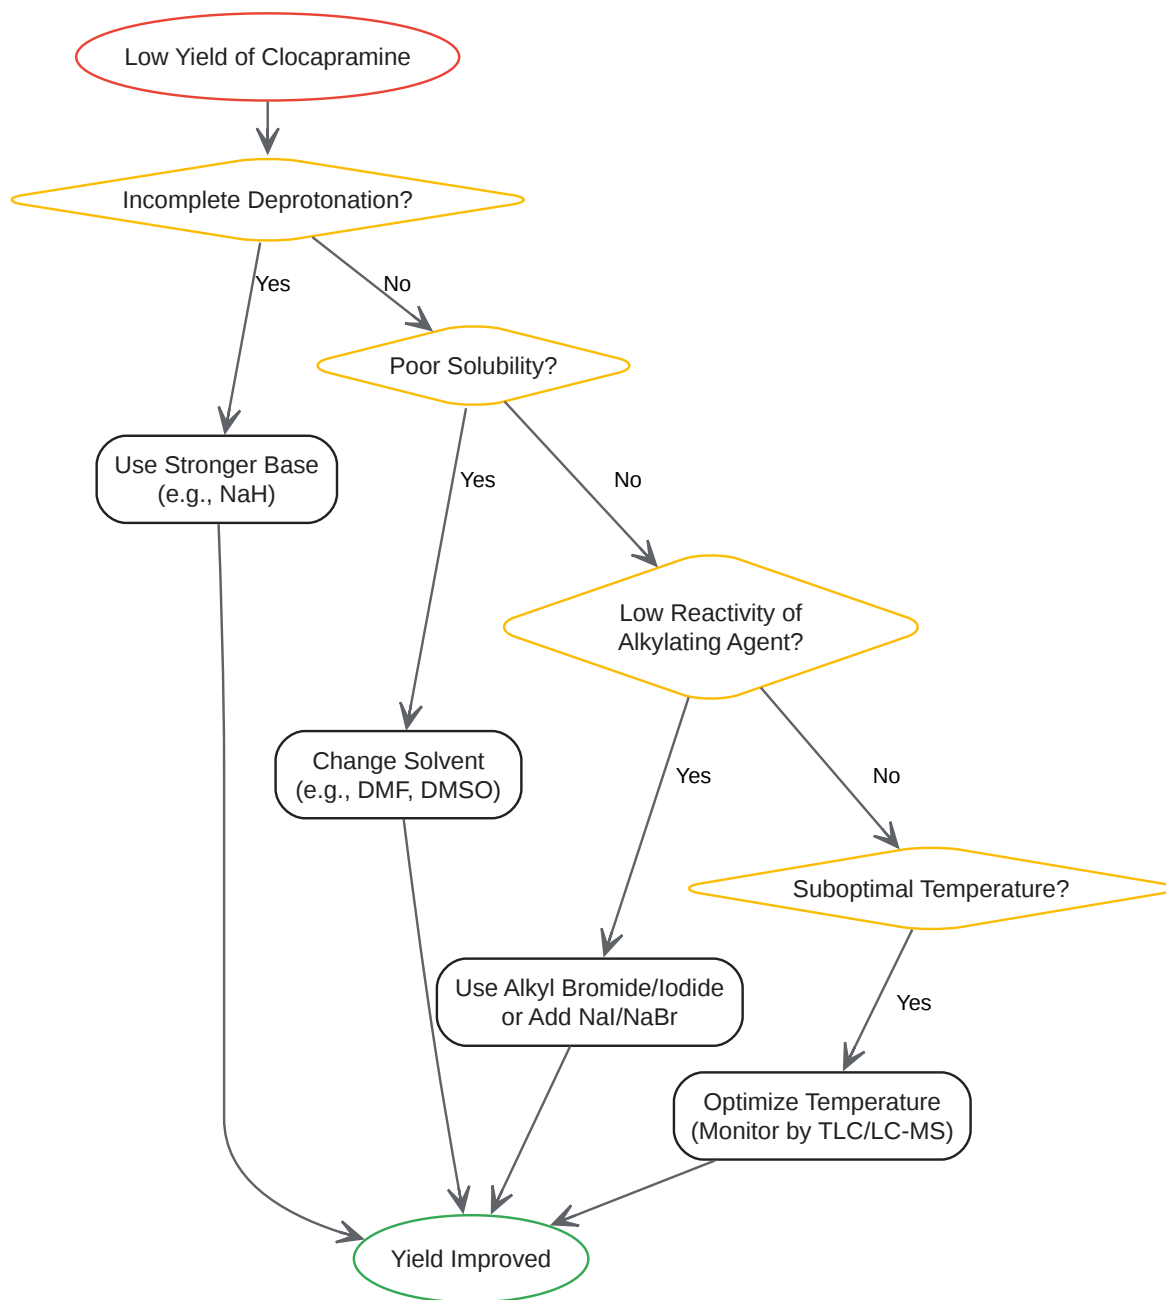 Low Yield of Clocapramine
Incomplete Deprotonation?
Yes
No
Poor Solubility?
Use Stronger Base
(e.g., NaH)
Yes
No
Low Reactivity of
Alkylating Agent?
Change Solvent
(e.g., DMF, DMSO)
Yes
No
Suboptimal Temperature?
Use Alkyl Bromide/Iodide
or Add NaI/NaBr
Yes
Optimize Temperature
(Monitor by TLC/LC-MS)
Yield Improved